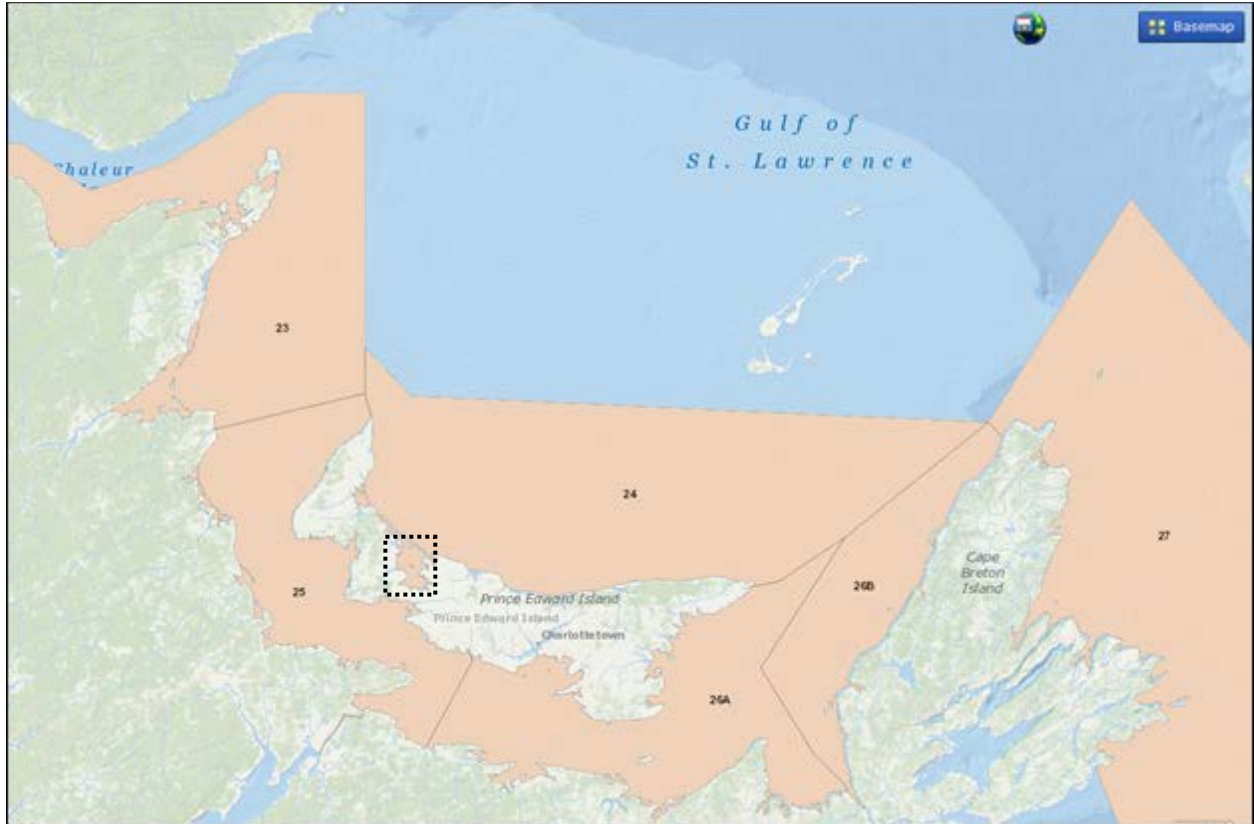 Basemap
Gulf of
St. Lawrence
Chaleur
23
24
27
Cape
Breton
Island
26B
25
Prince Edward Island
Prince Edward Island
Charlottetown
26A